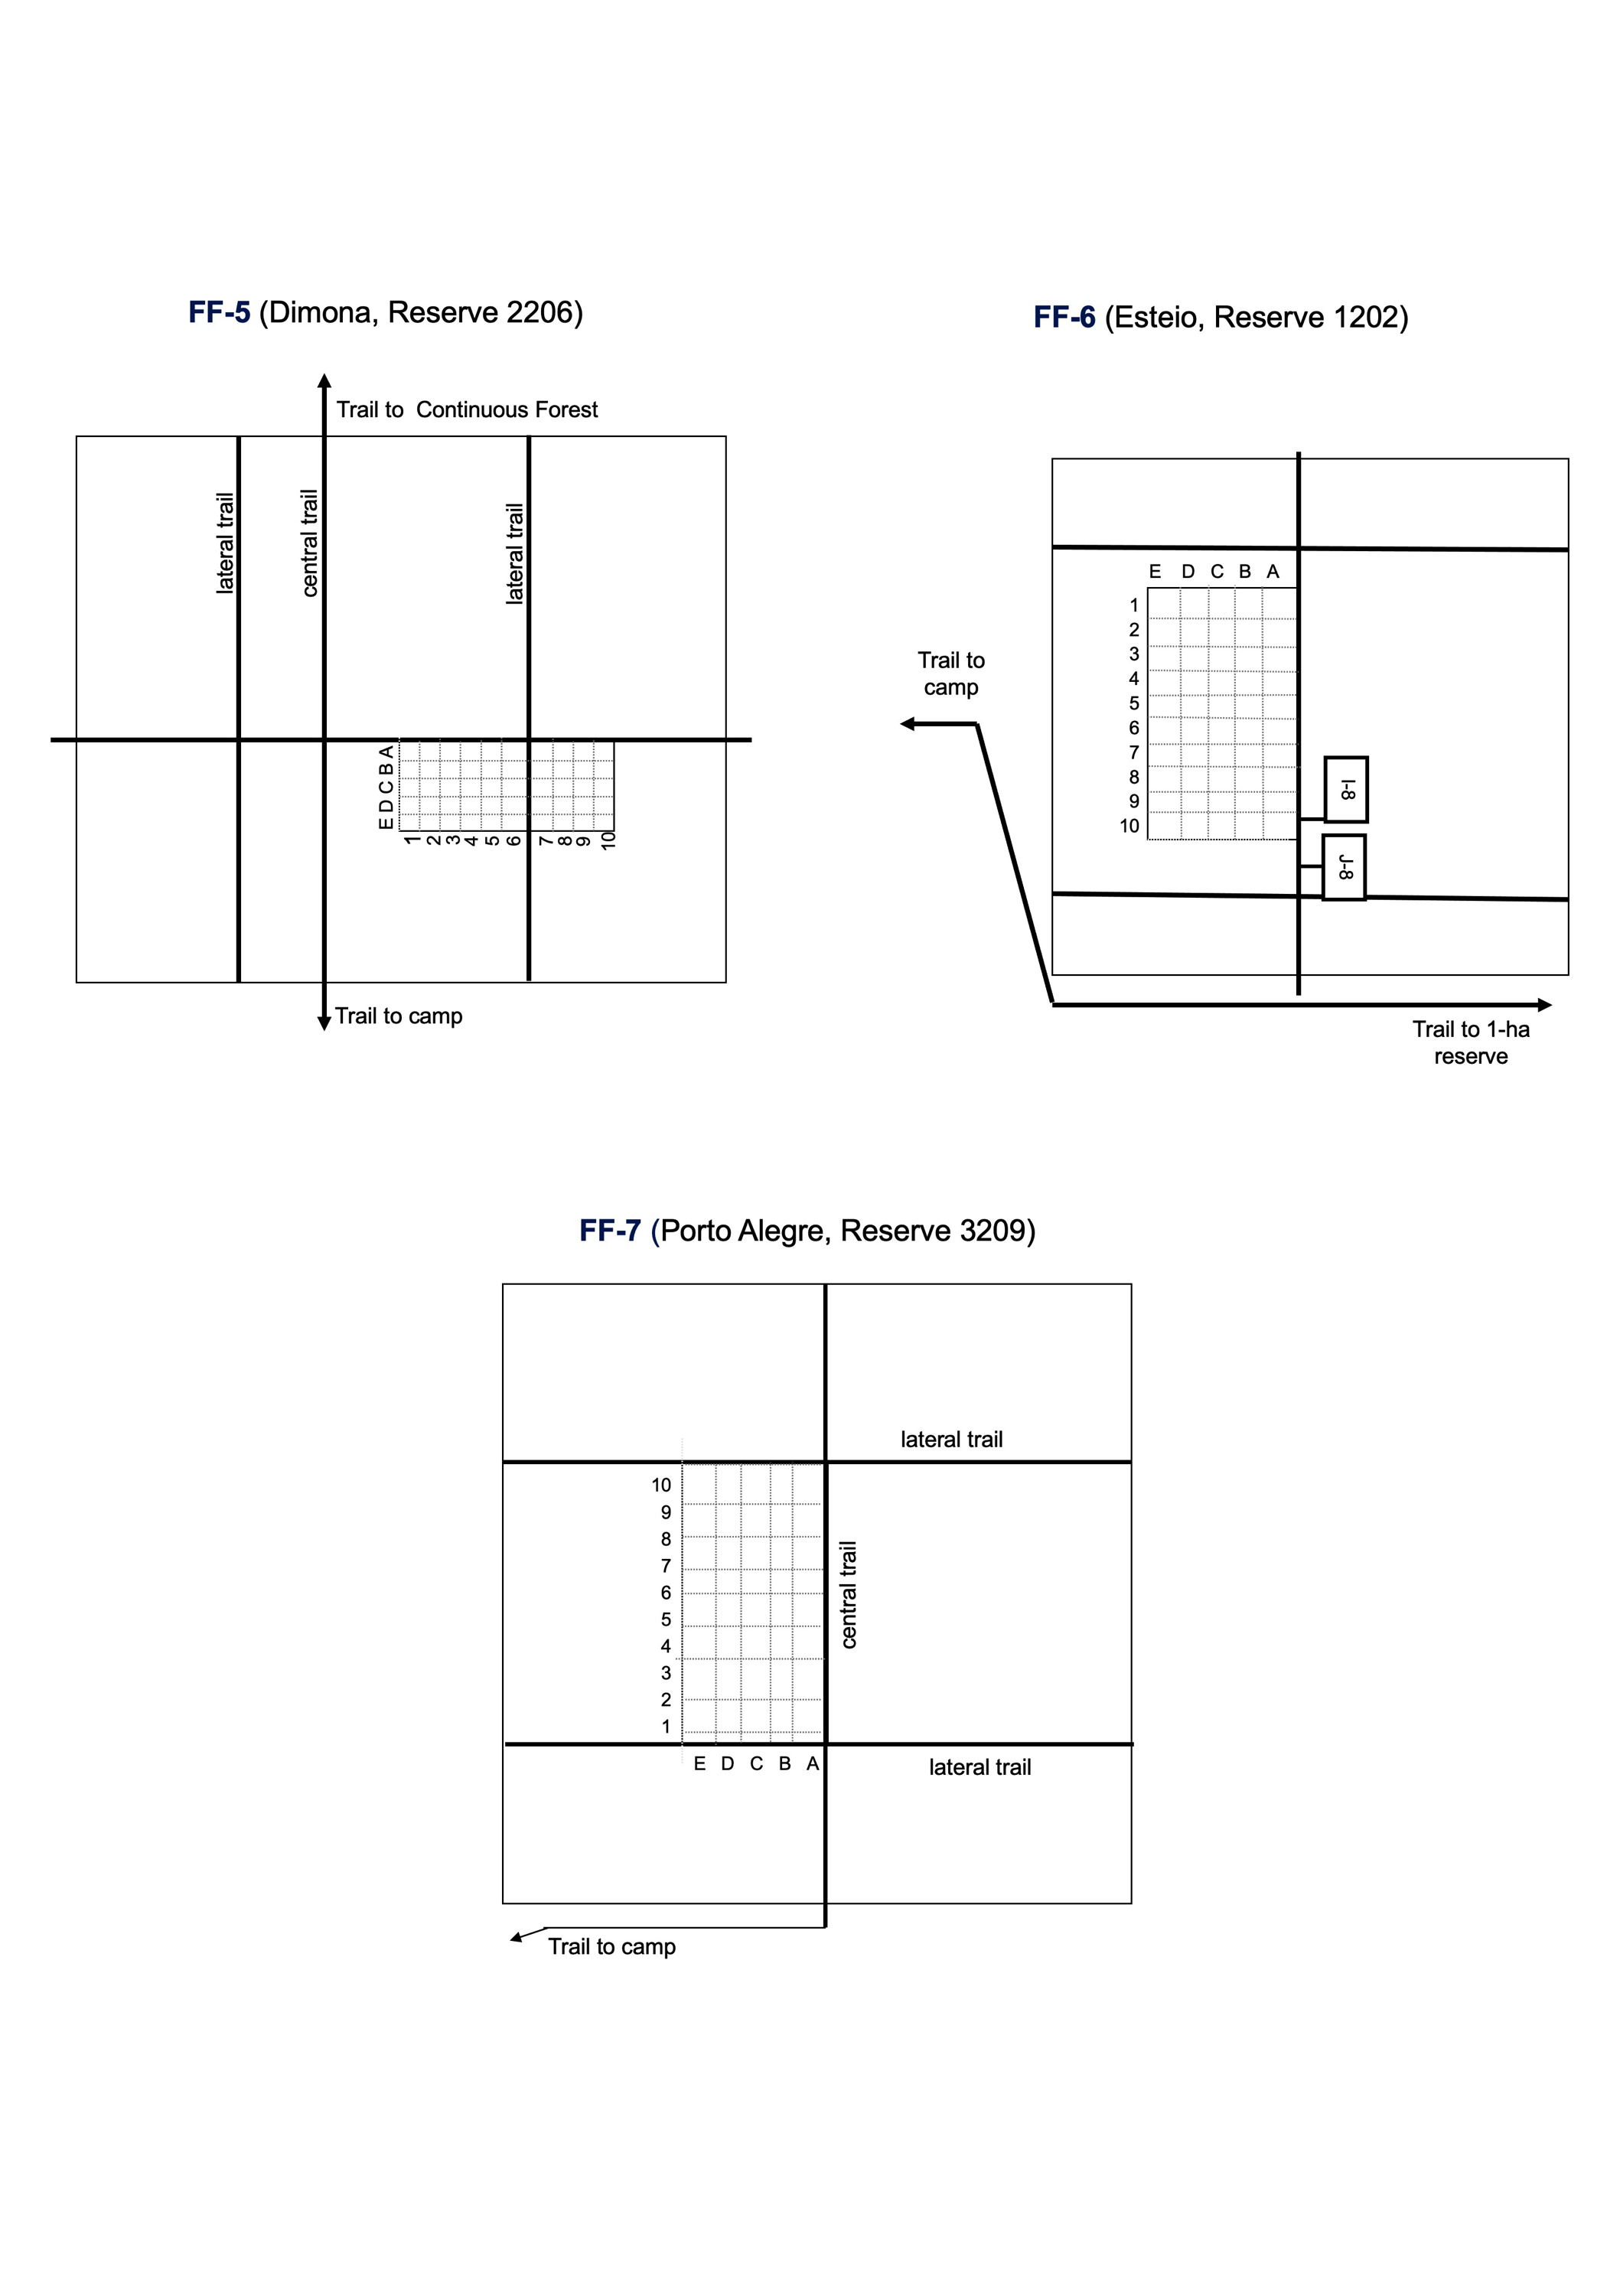 FF-5 (Dimona, Reserve 2206)
Trail to Continuous Forest
lateral trail
central trail
lateral trail
E D C B A
1 2 3 4 5 6 7 8 9 10
Trail to camp
FF-6 (Esteio, Reserve 1202)
E D C B A
1
2
3
4
5
6
7
8
9
10
Trail to
camp
I-8
J-8
Trail to 1-ha
reserve
FF-7 (Porto Alegre, Reserve 3209)
lateral trail
10
9
8
7
6
5
4
3
2
1
central trail
E D C B A
lateral trail
Trail to camp